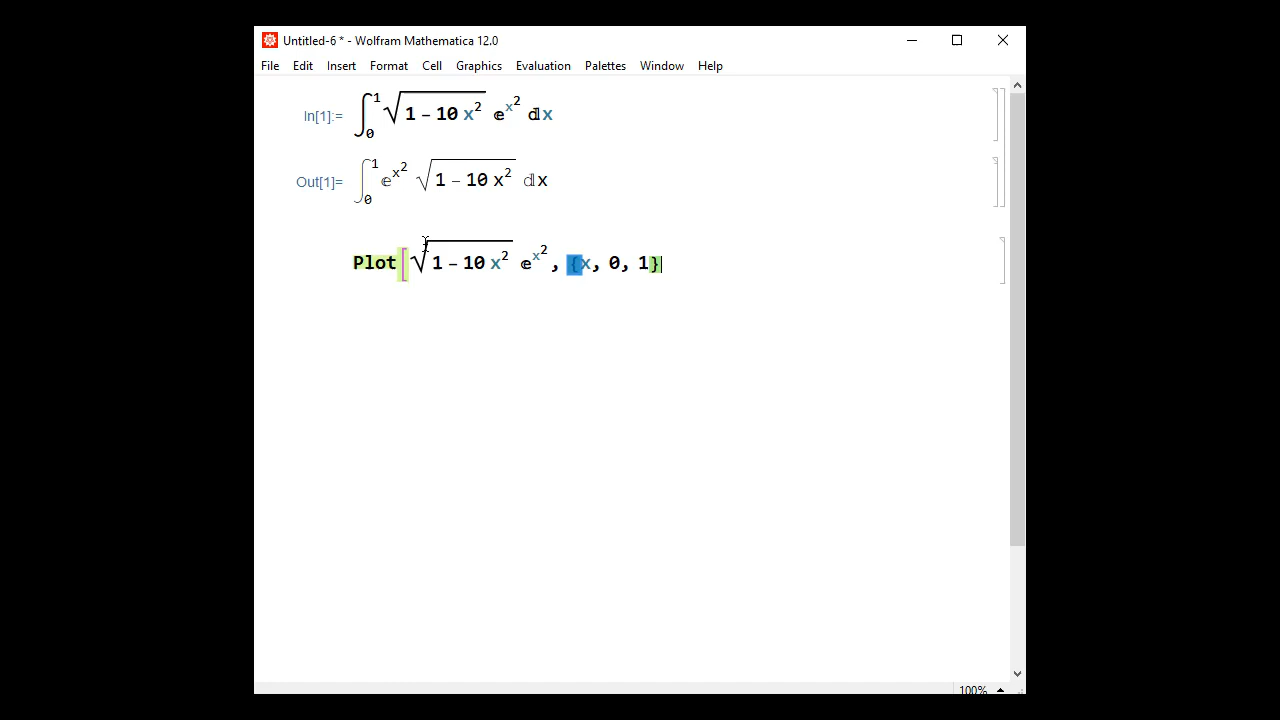 Untitled-6 * - Wolfram Mathematica 12.0
File Edit Insert Format Cell Graphics Evaluation Palettes Window Help
In[1]:= ∫₀¹ √(1 – 10 x²) ⅇ^x² ⅆx
Out[1]= ∫₀¹ ⅇ^x² √(1 – 10 x²) ⅆx
Plot[√(1 – 10 x²) ⅇ^x², {x, 0, 1}
100%